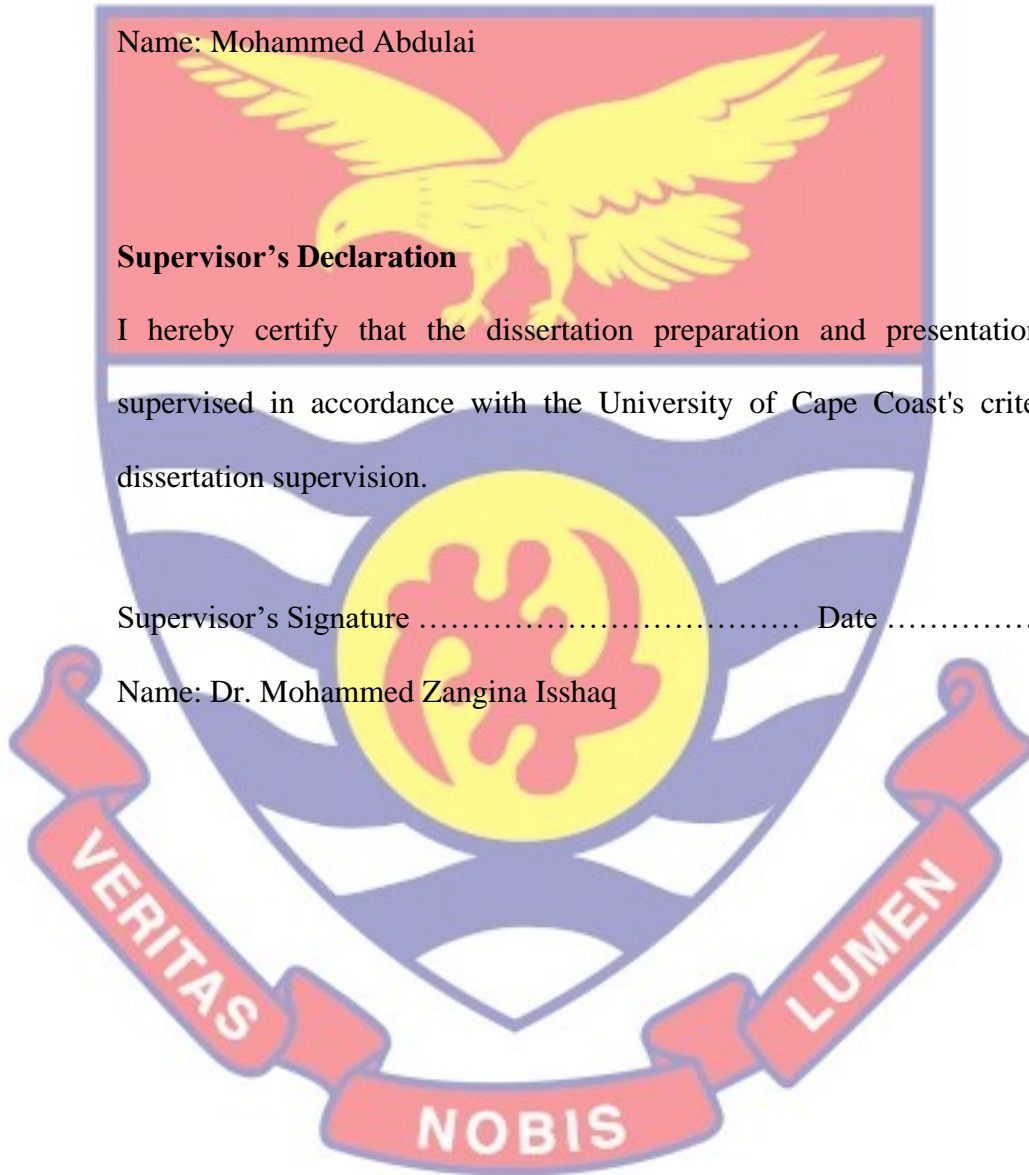 Name: Mohammed Abdulai
Supervisor’s Declaration
I hereby certify that the dissertation preparation and presentation
supervised in accordance with the University of Cape Coast's crite
dissertation supervision.
Supervisor’s Signature ……………………………… Date …………..
Name: Dr. Mohammed Zangina Isshaq
VERITAS
NOBIS
LUMEN